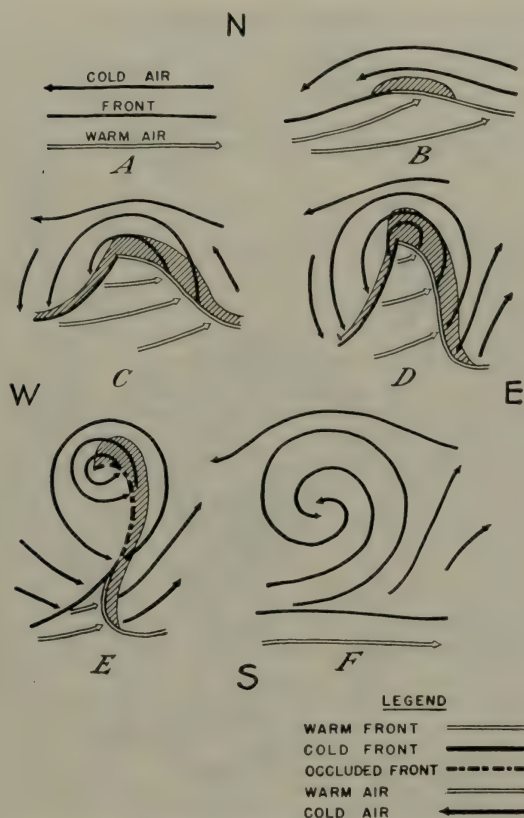 N
COLD AIR
FRONT
WARM AIR
A
B
C
D
W
E
E
F
S
LEGEND
WARM FRONT
COLD FRONT
OCCLUDED FRONT
WARM AIR
COLD AIR